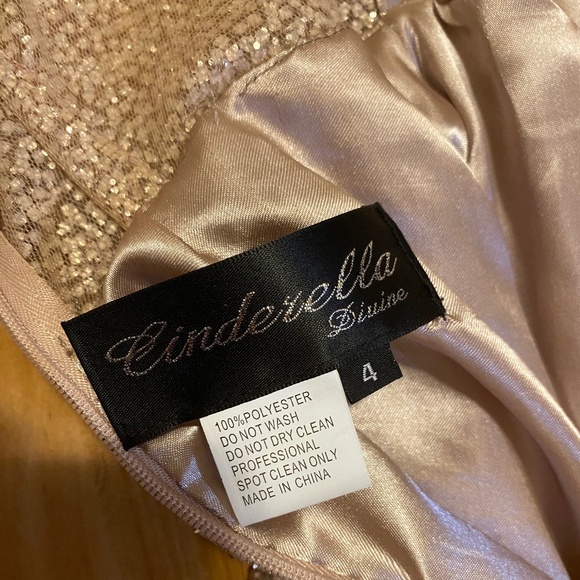 Cinderella
Divine
4
100%POLYESTER
DO NOT WASH
DO NOT DRY CLEAN
PROFESSIONAL
SPOT CLEAN ONLY
MADE IN CHINA